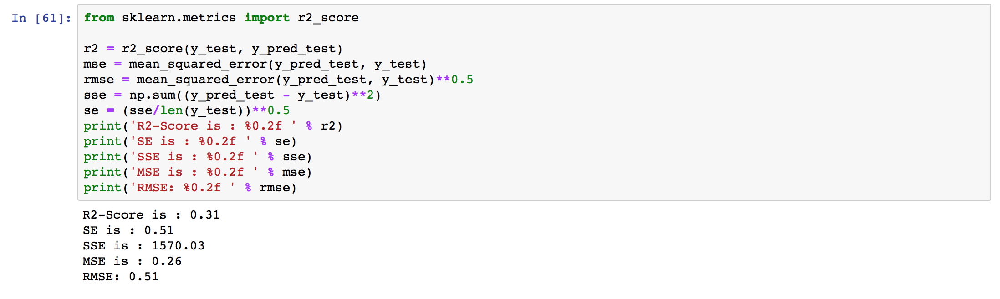 In [61]: from sklearn.metrics import r2_score
r2 = r2_score(y_test, y_pred_test)
mse = mean_squared_error(y_pred_test, y_test)
rmse = mean_squared_error(y_pred_test, y_test)**0.5
sse = np.sum((y_pred_test - y_test)**2)
se = (sse/len(y_test))**0.5
print('R2-Score is : %0.2f ' % r2)
print('SE is : %0.2f ' % se)
print('SSE is : %0.2f ' % sse)
print('MSE is : %0.2f ' % mse)
print('RMSE: %0.2f ' % rmse)
R2-Score is : 0.31
SE is : 0.51
SSE is : 1570.03
MSE is : 0.26
RMSE: 0.51